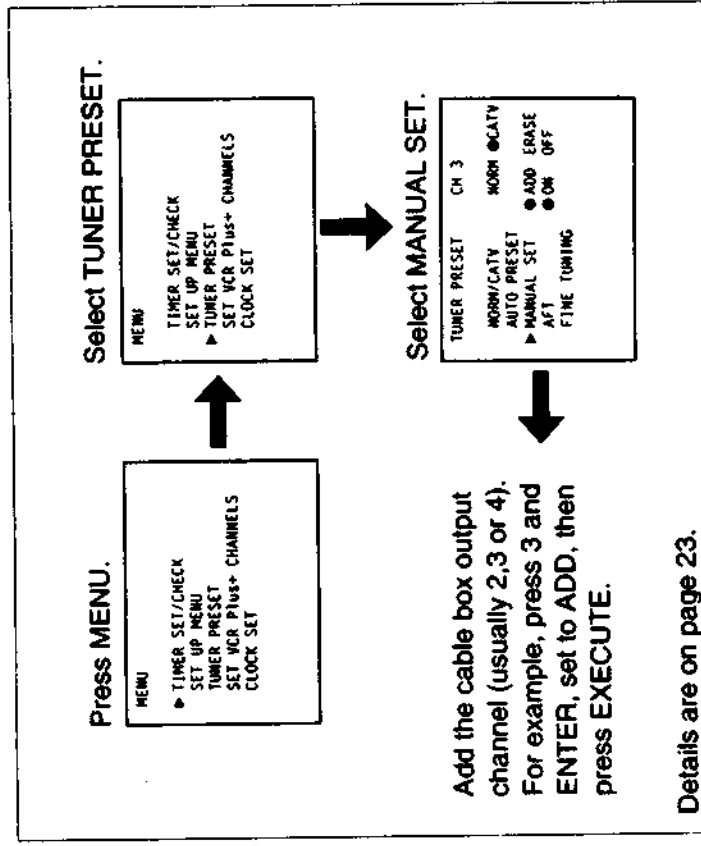 Press MENU.
MENU
▶ TIMER SET/CHECK
SET UP MENU
TUNER PRESET
SET VCR Plus+ CHANNELS
CLOCK SET
Select TUNER PRESET.
MENU
TIMER SET/CHECK
SET UP MENU
▶ TUNER PRESET
SET VCR Plus+ CHANNELS
CLOCK SET
Select MANUAL SET.
TUNER PRESET CH 3
NORM/CATV NORM ●CATV
AUTO PRESET
▶ MANUAL SET ●ADD ERASE
AFT ●ON OFF
FINE TUNING
Add the cable box output
channel (usually 2,3 or 4).
For example, press 3 and
ENTER, set to ADD, then
press EXECUTE.
Details are on page 23.